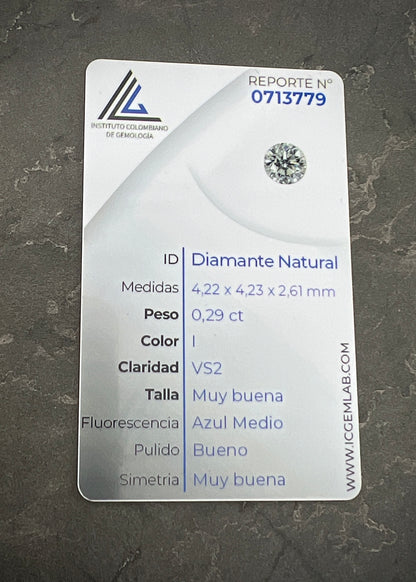 INSTITUTO COLOMBIANO
DE GEMOLOGÍA
REPORTE N°
0713779
ID Diamante Natural
Medidas 4,22 x 4,23 x 2,61 mm
Peso 0,29 ct
Color I
Claridad VS2
Talla Muy buena
Fluorescencia Azul Medio
Pulido Bueno
Simetria Muy buena
WWW.ICGEMLAB.COM